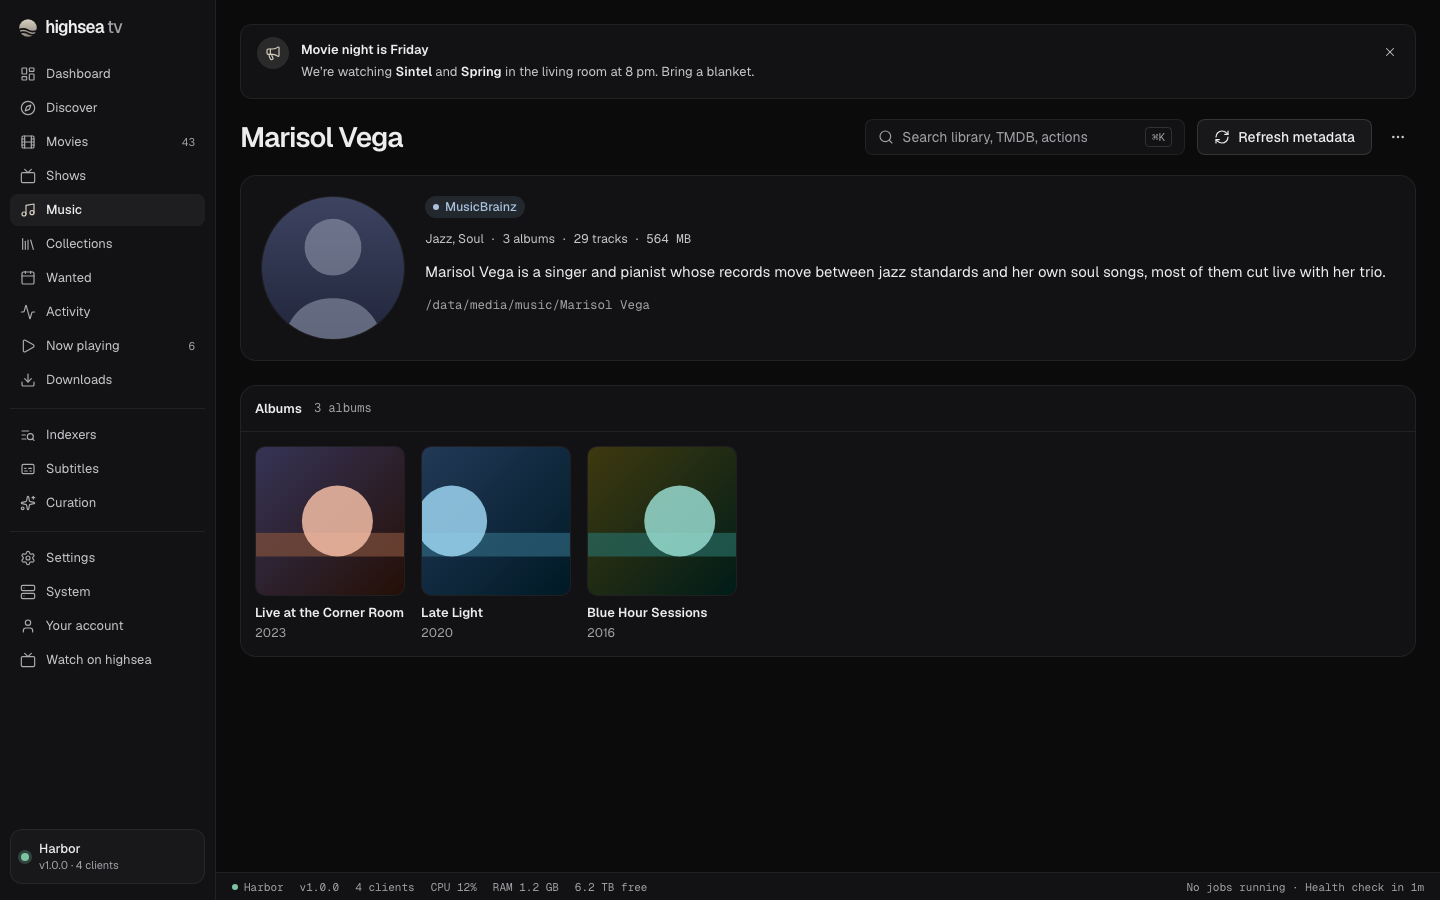 highsea tv
Dashboard
Discover
Movies 43
Shows
Music
Collections
Wanted
Activity
Now playing 6
Downloads
Indexers
Subtitles
Curation
Settings
System
Your account
Watch on highsea
Harbor
v1.0.0 · 4 clients
Movie night is Friday
We're watching Sintel and Spring in the living room at 8 pm. Bring a blanket.
Marisol Vega
Search library, TMDB, actions ⌘K
Refresh metadata
MusicBrainz
Jazz, Soul · 3 albums · 29 tracks · 564 MB
Marisol Vega is a singer and pianist whose records move between jazz standards and her own soul songs, most of them cut live with her trio.
/data/media/music/Marisol Vega
Albums 3 albums
Live at the Corner Room
2023
Late Light
2020
Blue Hour Sessions
2016
Harbor v1.0.0 4 clients CPU 12% RAM 1.2 GB 6.2 TB free
No jobs running · Health check in 1m